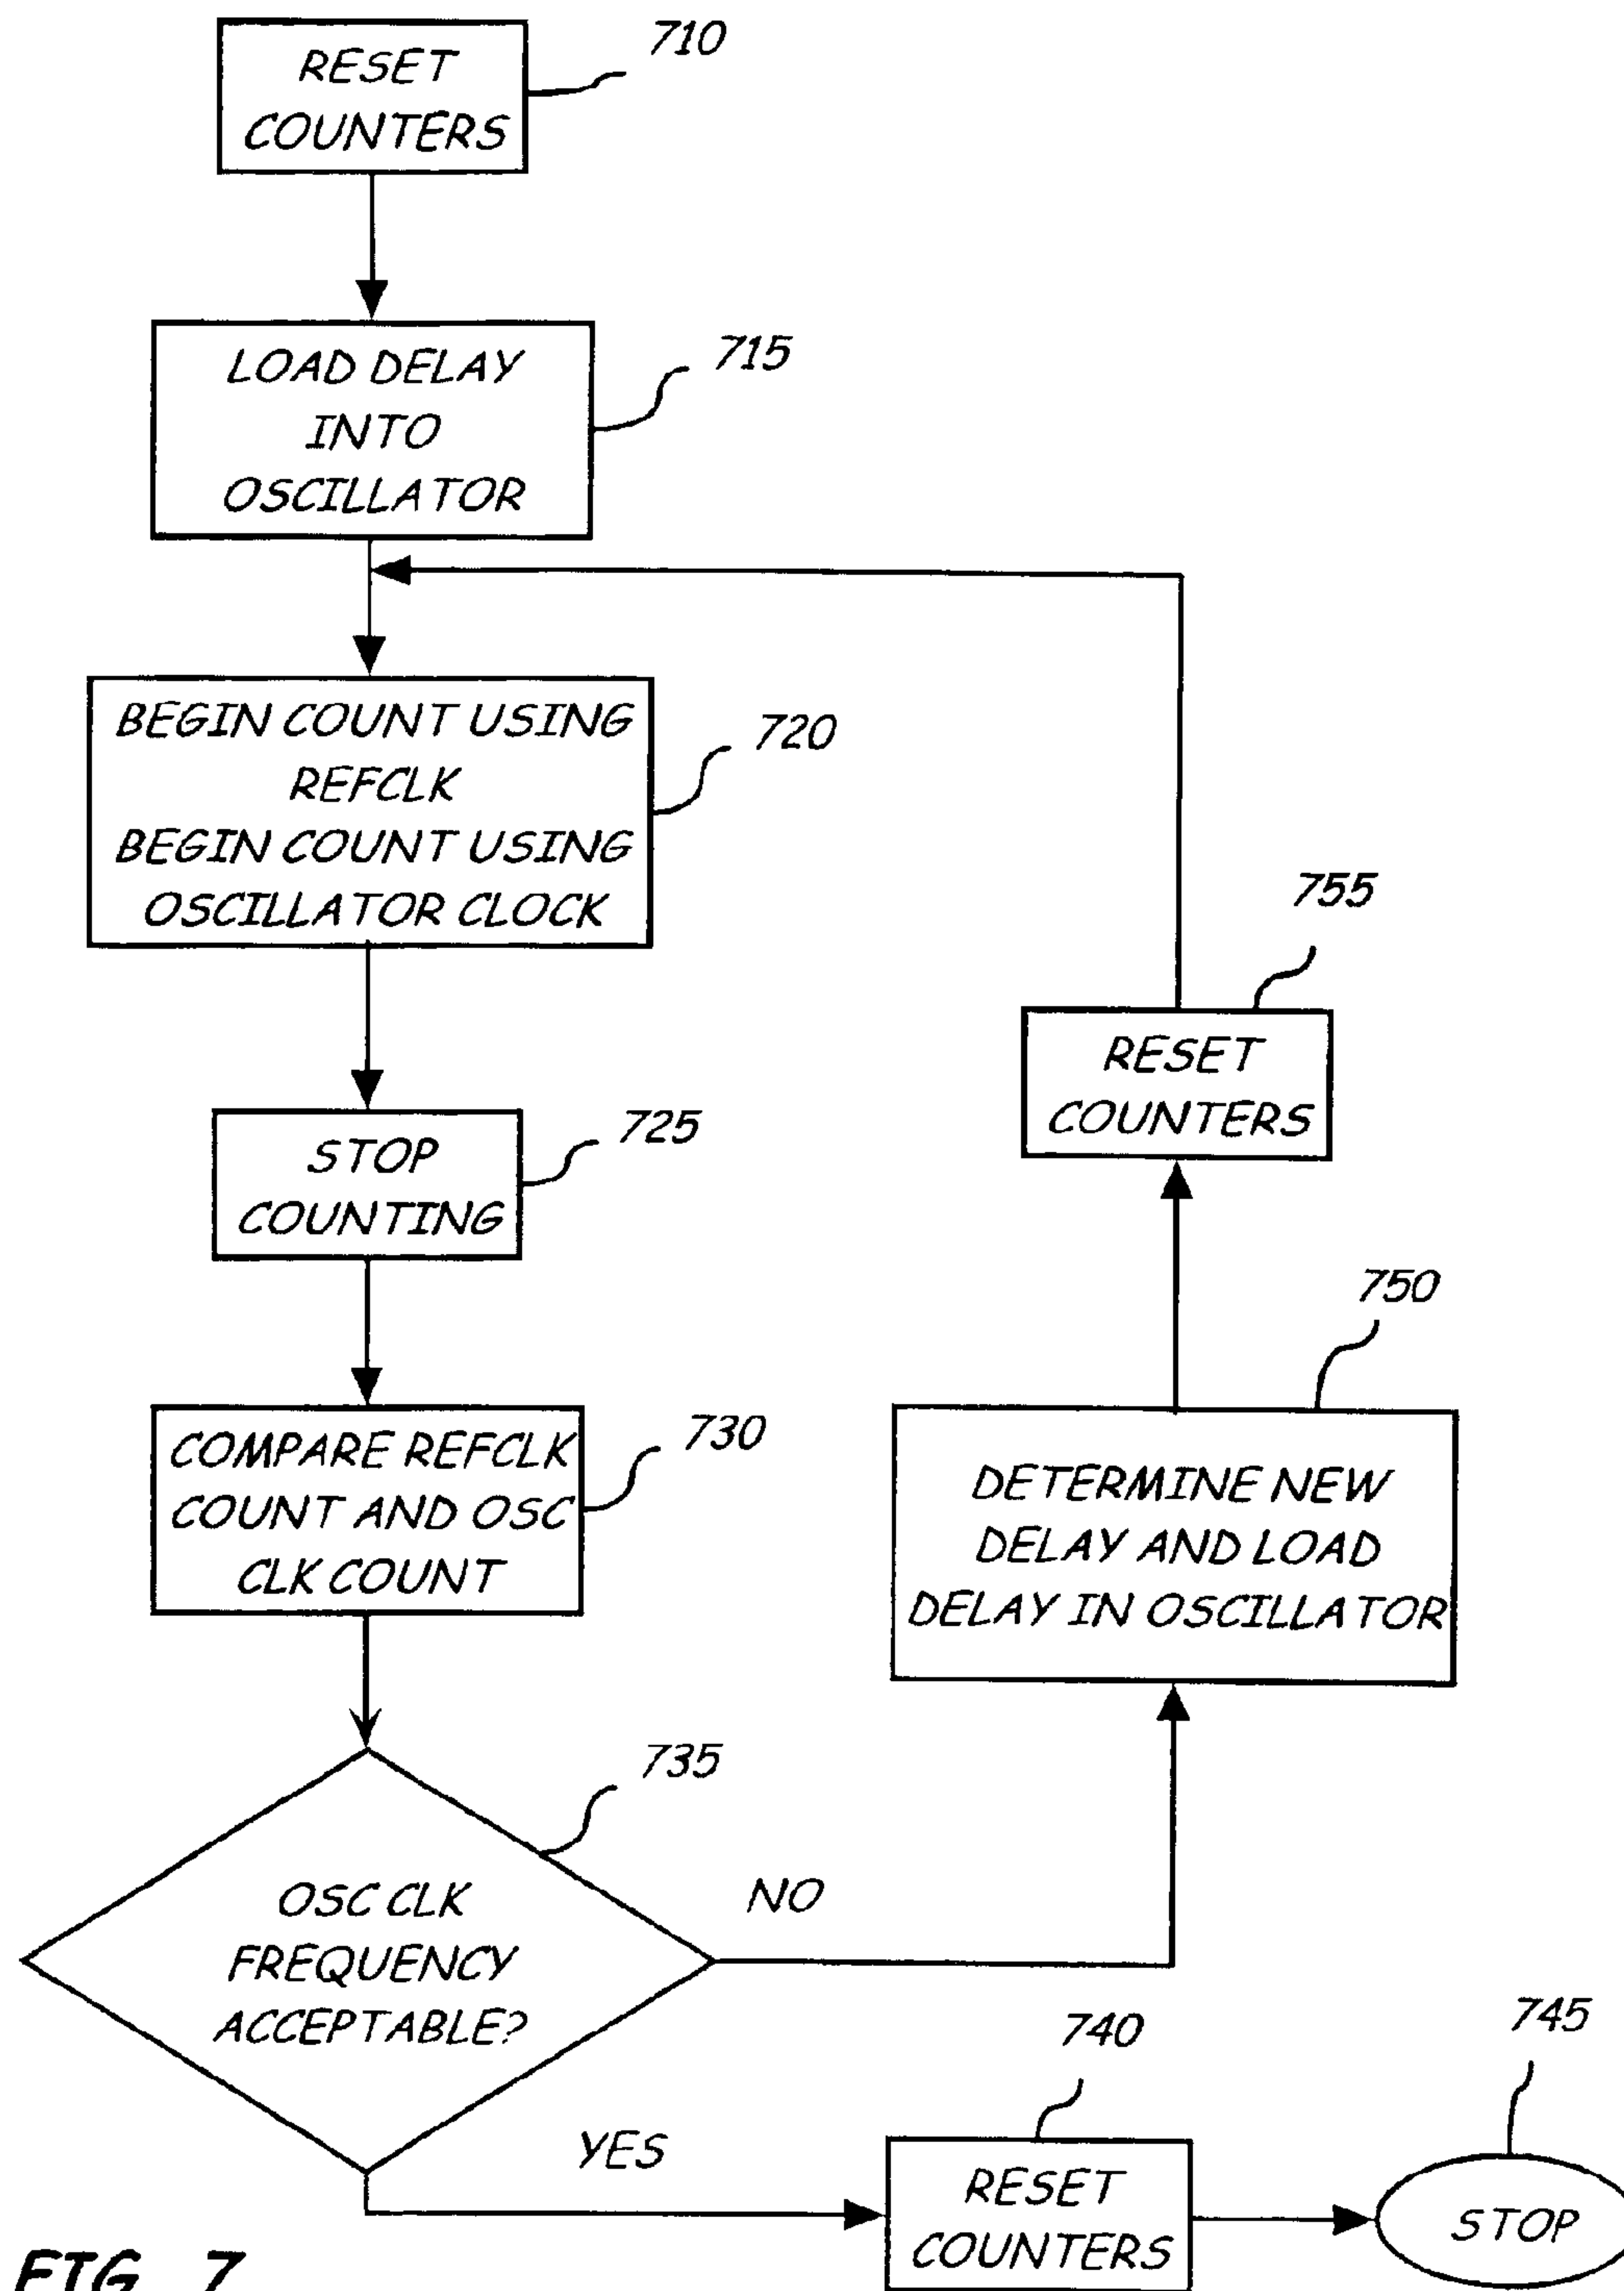 710
RESET
COUNTERS
715
LOAD DELAY
INTO
OSCILLATOR
720
BEGIN COUNT USING
REFCLK
BEGIN COUNT USING
OSCILLATOR CLOCK
755
RESET
COUNTERS
725
STOP
COUNTING
750
DETERMINE NEW
DELAY AND LOAD
DELAY IN OSCILLATOR
730
COMPARE REFCLK
COUNT AND OSC
CLK COUNT
735
OSC CLK
FREQUENCY
ACCEPTABLE?
NO
YES
740
RESET
COUNTERS
745
STOP
FIG. 7